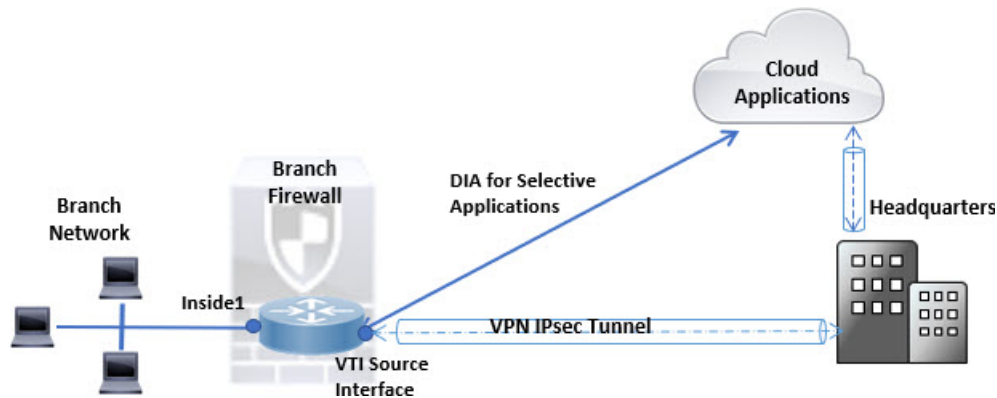 Cloud
Applications
Branch
Firewall
DIA for Selective
Applications
Branch
Network
Headquarters
Inside1
VPN IPsec Tunnel
VTI Source
Interface